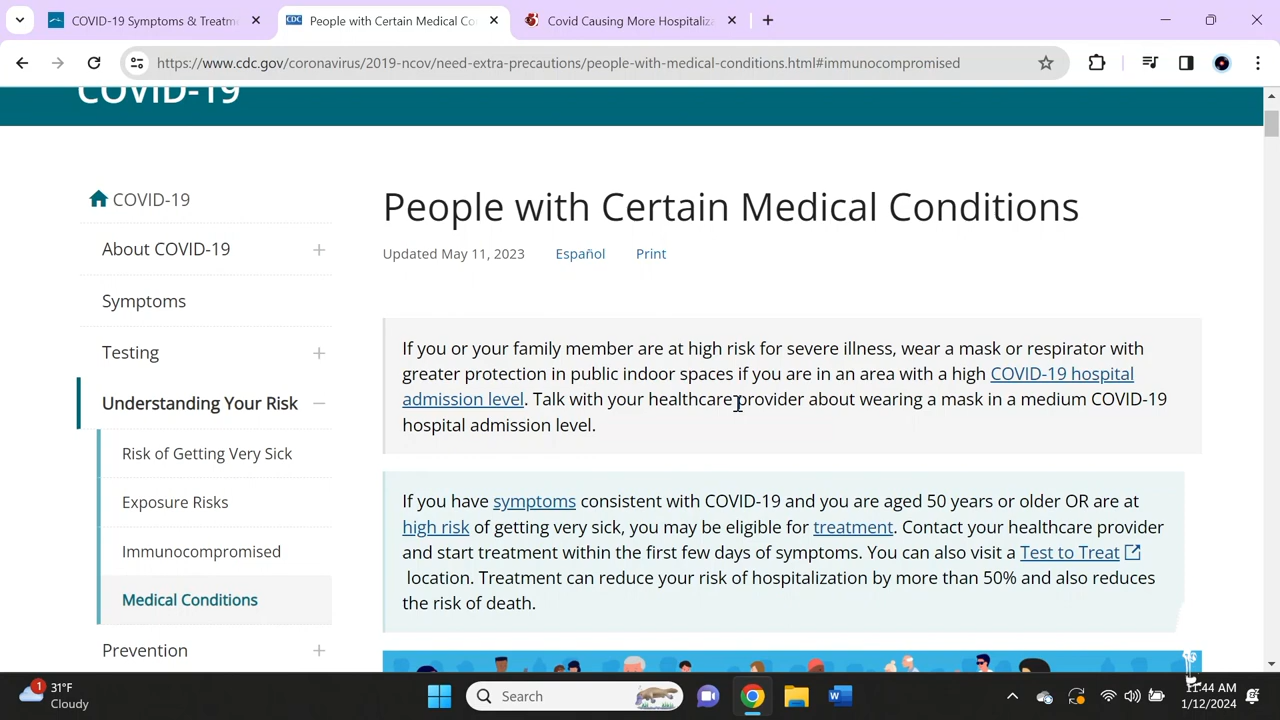 COVID-19 Symptoms & Treatm
People with Certain Medical Co
Covid Causing More Hospitaliza
https://www.cdc.gov/coronavirus/2019-ncov/need-extra-precautions/people-with-medical-conditions.html#immunocompromised
COVID-19
COVID-19
About COVID-19
Symptoms
Testing
Understanding Your Risk
Risk of Getting Very Sick
Exposure Risks
Immunocompromised
Medical Conditions
Prevention
People with Certain Medical Conditions
Updated May 11, 2023 Español Print
If you or your family member are at high risk for severe illness, wear a mask or respirator with
greater protection in public indoor spaces if you are in an area with a high COVID-19 hospital
admission level. Talk with your healthcare provider about wearing a mask in a medium COVID-19
hospital admission level.
If you have symptoms consistent with COVID-19 and you are aged 50 years or older OR are at
high risk of getting very sick, you may be eligible for treatment. Contact your healthcare provider
and start treatment within the first few days of symptoms. You can also visit a Test to Treat
location. Treatment can reduce your risk of hospitalization by more than 50% and also reduces
the risk of death.
1
31°F
Cloudy
Search
11:44 AM
1/12/2024